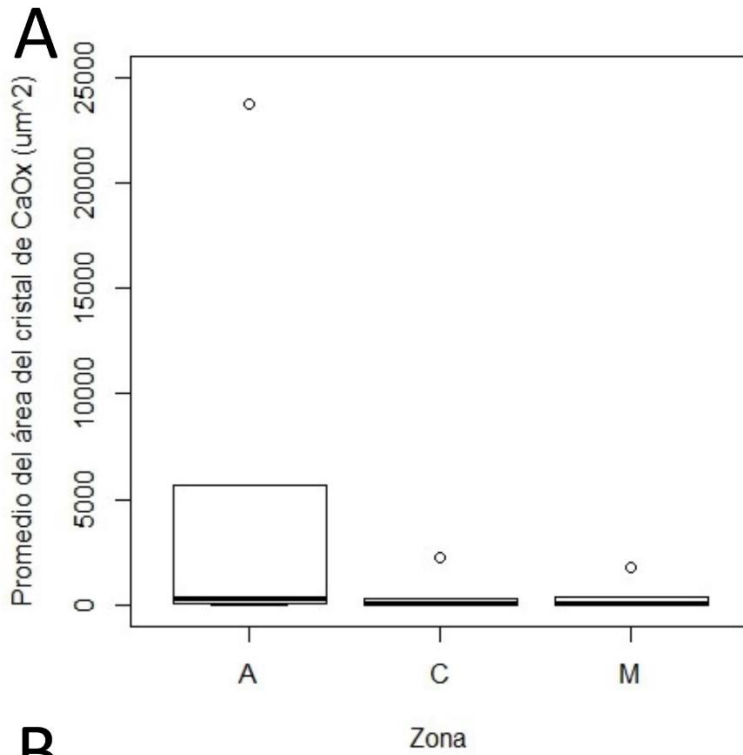 A
Promedio del área del cristal de CaOx (um^2)
25000
20000
15000
10000
5000
0
A C M
Zona
B